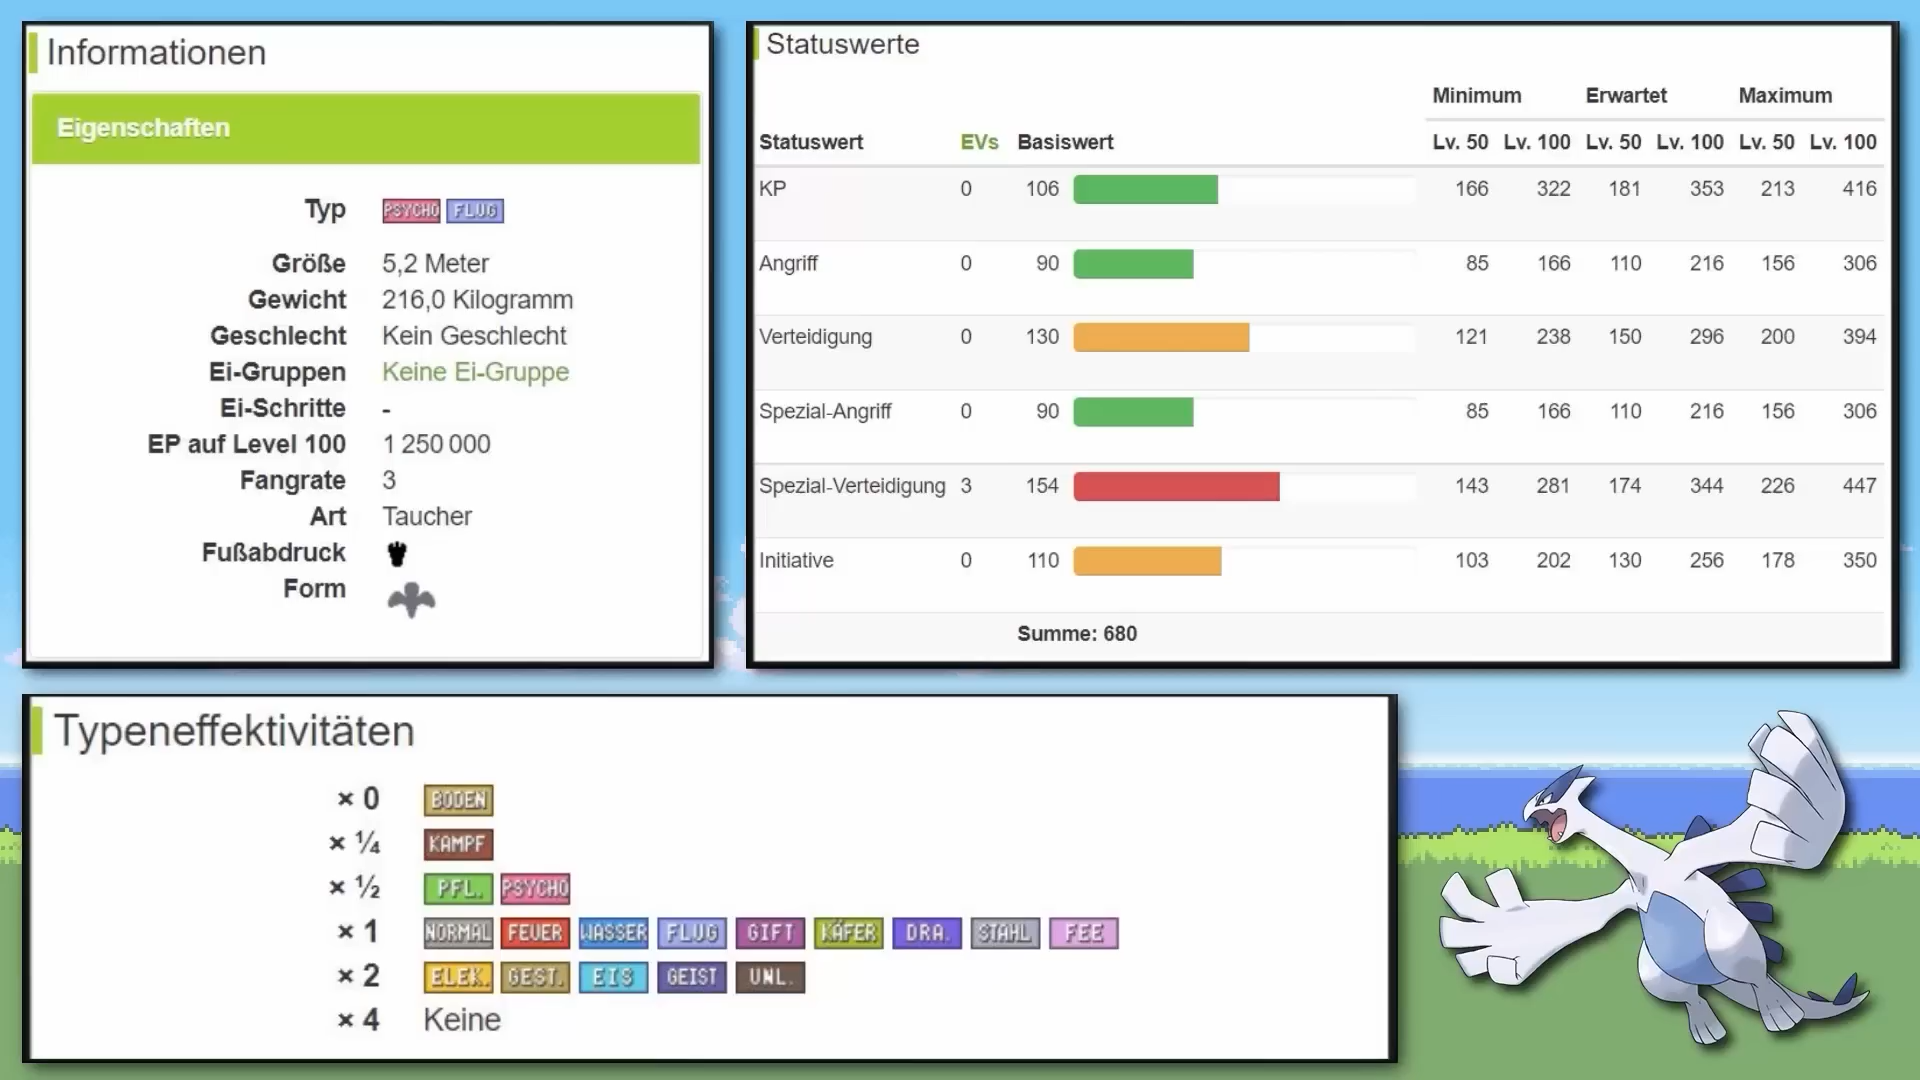 Informationen
Eigenschaften
Typ PSYCHO FLUG
Größe 5,2 Meter
Gewicht 216,0 Kilogramm
Geschlecht Kein Geschlecht
Ei-Gruppen Keine Ei-Gruppe
Ei-Schritte -
EP auf Level 100 1 250 000
Fangrate 3
Art Taucher
Fußabdruck
Form
Statuswerte
Minimum Erwartet Maximum
Statuswert EVs Basiswert Lv. 50 Lv. 100 Lv. 50 Lv. 100 Lv. 50 Lv. 100
KP 0 106 166 322 181 353 213 416
Angriff 0 90 85 166 110 216 156 306
Verteidigung 0 130 121 238 150 296 200 394
Spezial-Angriff 0 90 85 166 110 216 156 306
Spezial-Verteidigung 3 154 143 281 174 344 226 447
Initiative 0 110 103 202 130 256 178 350
Summe: 680
Typeneffektivitäten
× 0 BODEN
× ¼ KAMPF
× ½ PFL. PSYCHO
× 1 NORMAL FEUER WASSER FLUG GIFT KÄFER DRA. STAHL FEE
× 2 ELEK. GEST. EIS GEIST UNL.
× 4 Keine